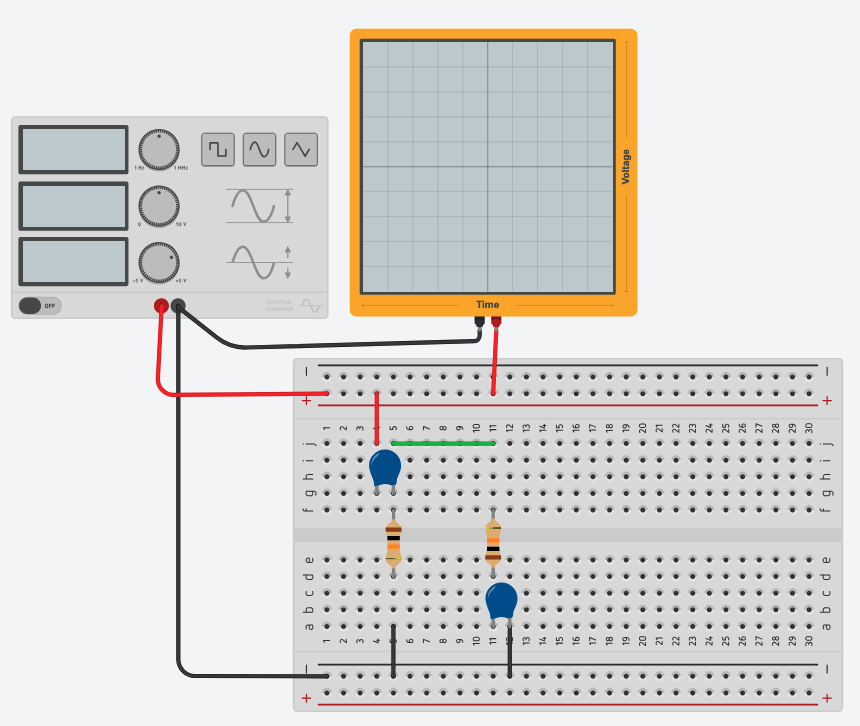 1 Hz 1 MHz
0 10 V
-5 V +5 V
OFF
FUNCTION
GENERATOR
Voltage
Time
− −
+ +
1 2 3 4 5 6 7 8 9 10 11 12 13 14 15 16 17 18 19 20 21 22 23 24 25 26 27 28 29 30
j j
i i
h h
g g
f f
e e
d d
c c
b b
a a
1 2 3 4 5 6 7 8 9 10 11 12 13 14 15 16 17 18 19 20 21 22 23 24 25 26 27 28 29 30
− −
+ +